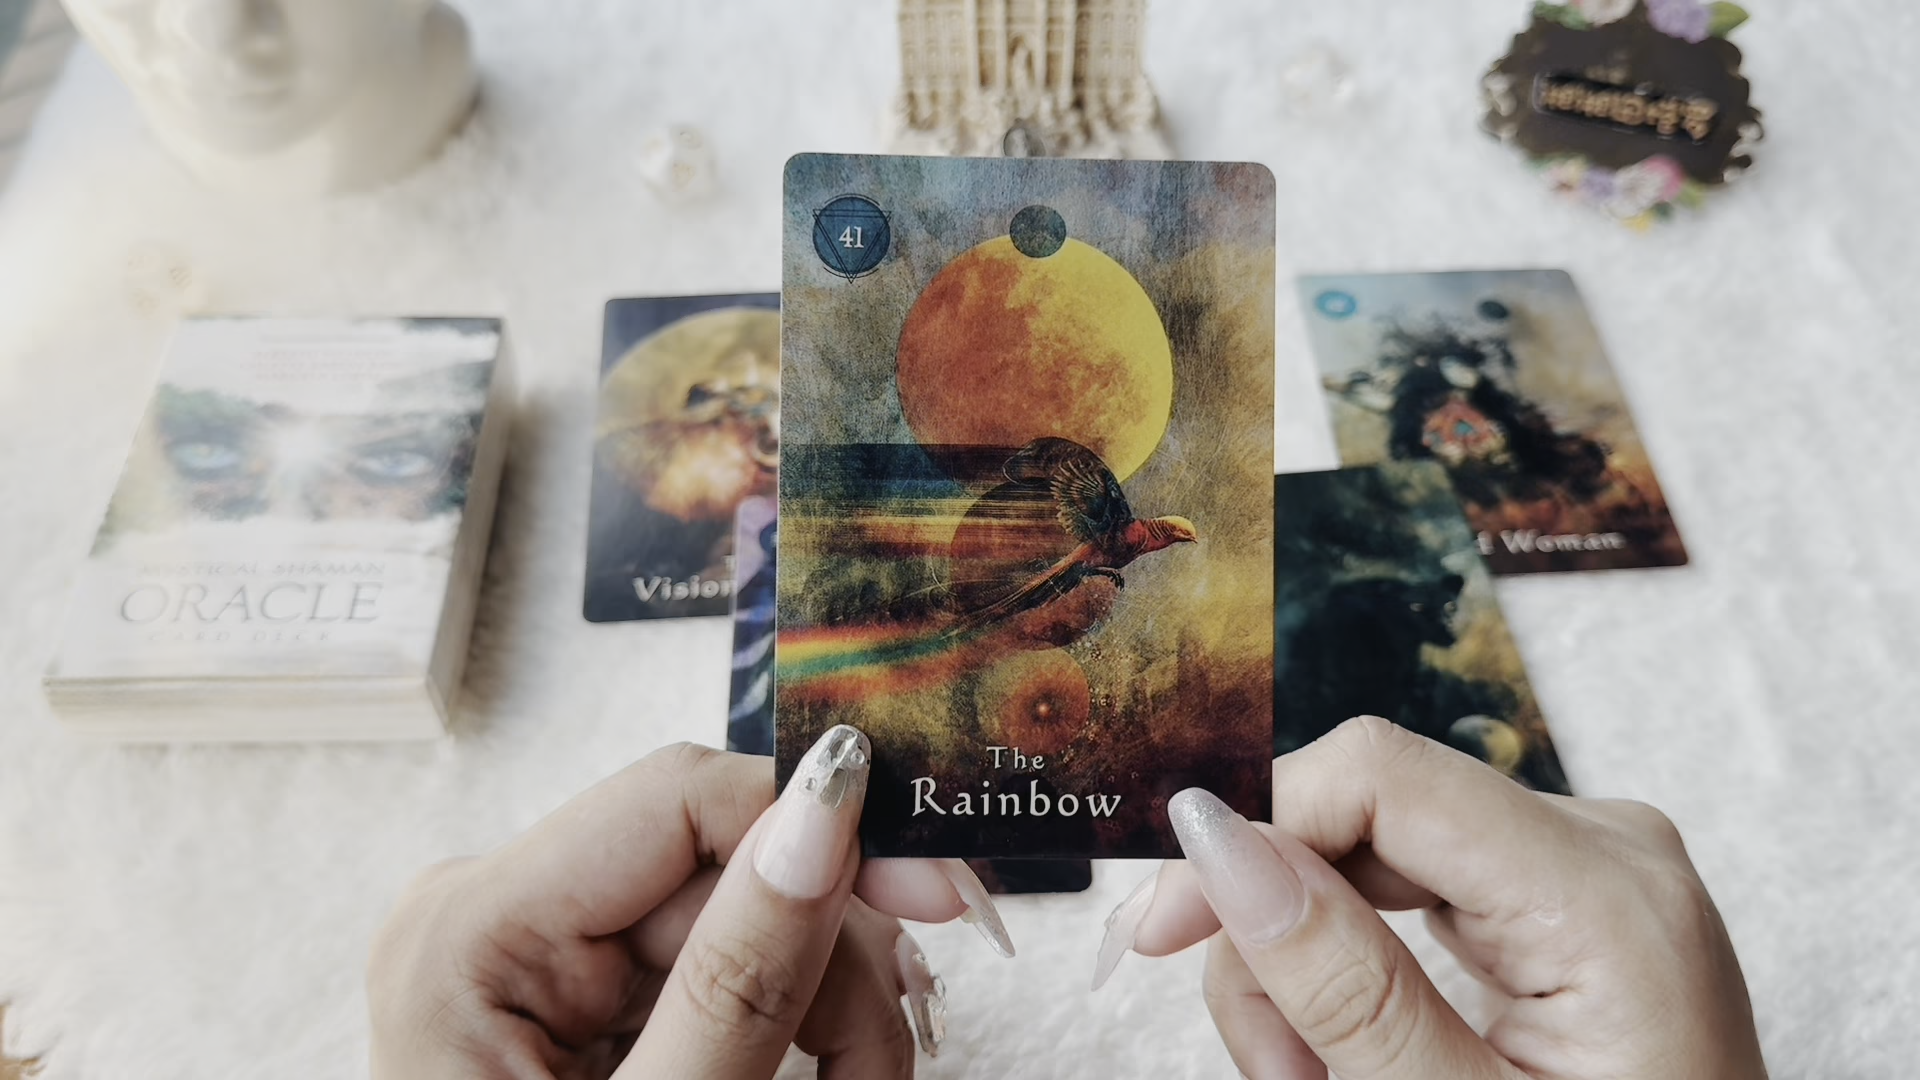 41
The
Rainbow
MYSTICAL SHAMAN
ORACLE
CARD DECK
Vision
Woman